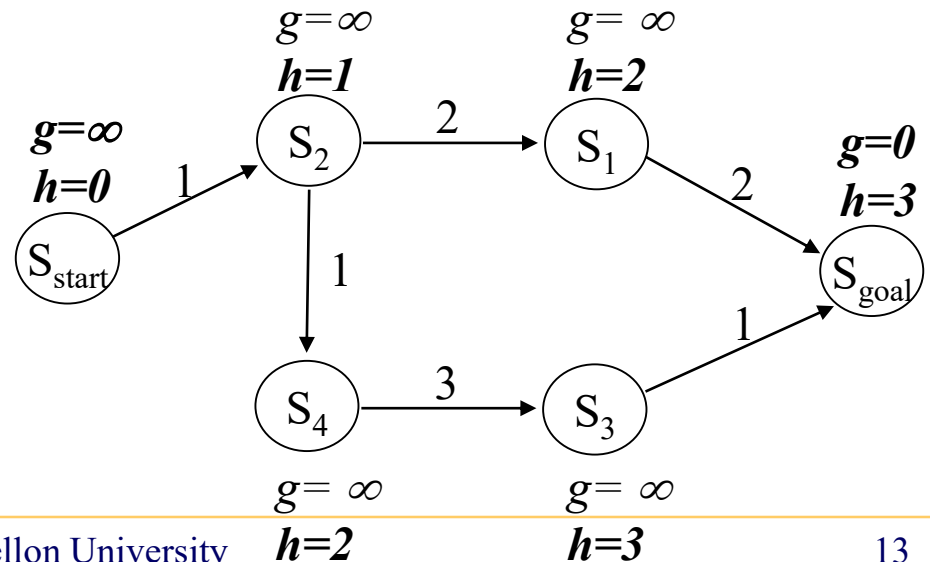 g=∞
h=1
g= ∞
h=2
g=∞
h=0
g=0
h=3
1
S2
2
S1
2
Sstart
1
Sgoal
1
S4
3
S3
g= ∞
h=2
g= ∞
h=3
ellon University
13